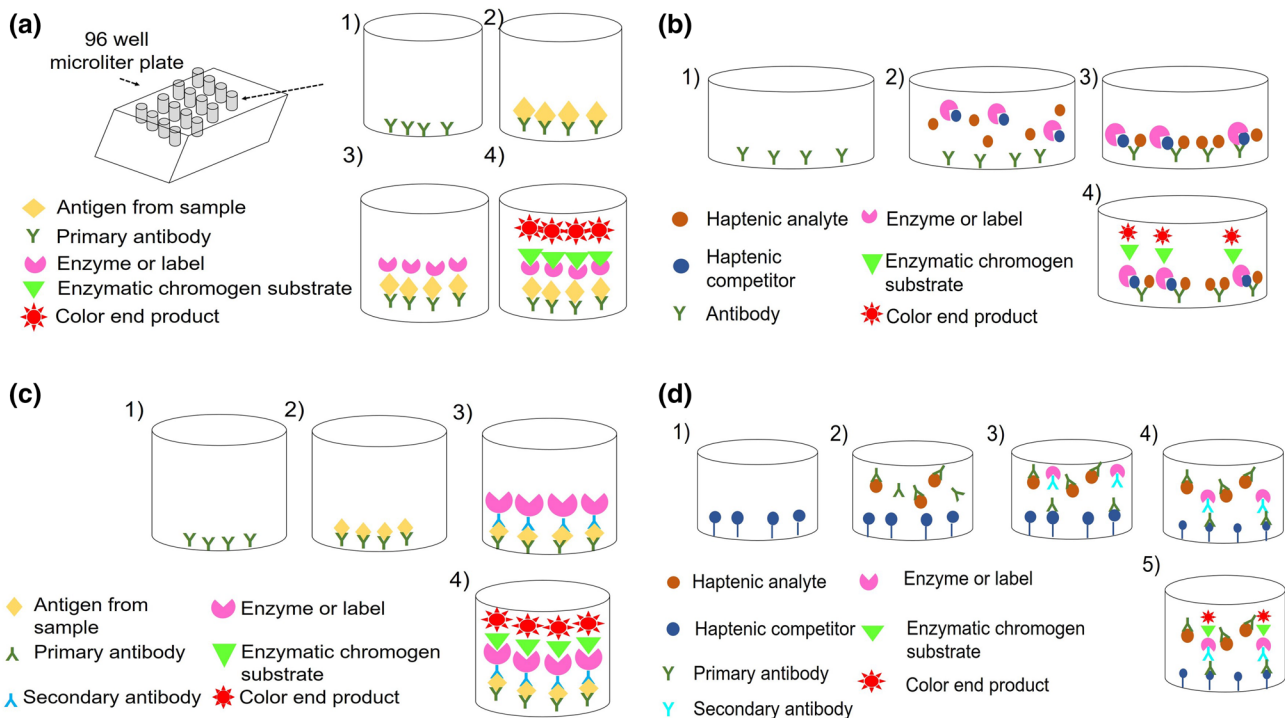 (a)
96 well
microliter plate
1)
2)
3)
4)
Antigen from sample
Primary antibody
Enzyme or label
Enzymatic chromogen substrate
Color end product
(b)
1)
2)
3)
4)
Haptenic analyte
Haptenic
competitor
Antibody
Enzyme or label
Enzymatic chromogen
substrate
Color end product
(c)
1)
2)
3)
4)
Antigen from
sample
Primary antibody
Secondary antibody
Enzyme or label
Enzymatic chromogen
substrate
Color end product
(d)
1)
2)
3)
4)
5)
Haptenic analyte
Haptenic competitor
Primary antibody
Secondary antibody
Enzyme or label
Enzymatic chromogen
substrate
Color end product